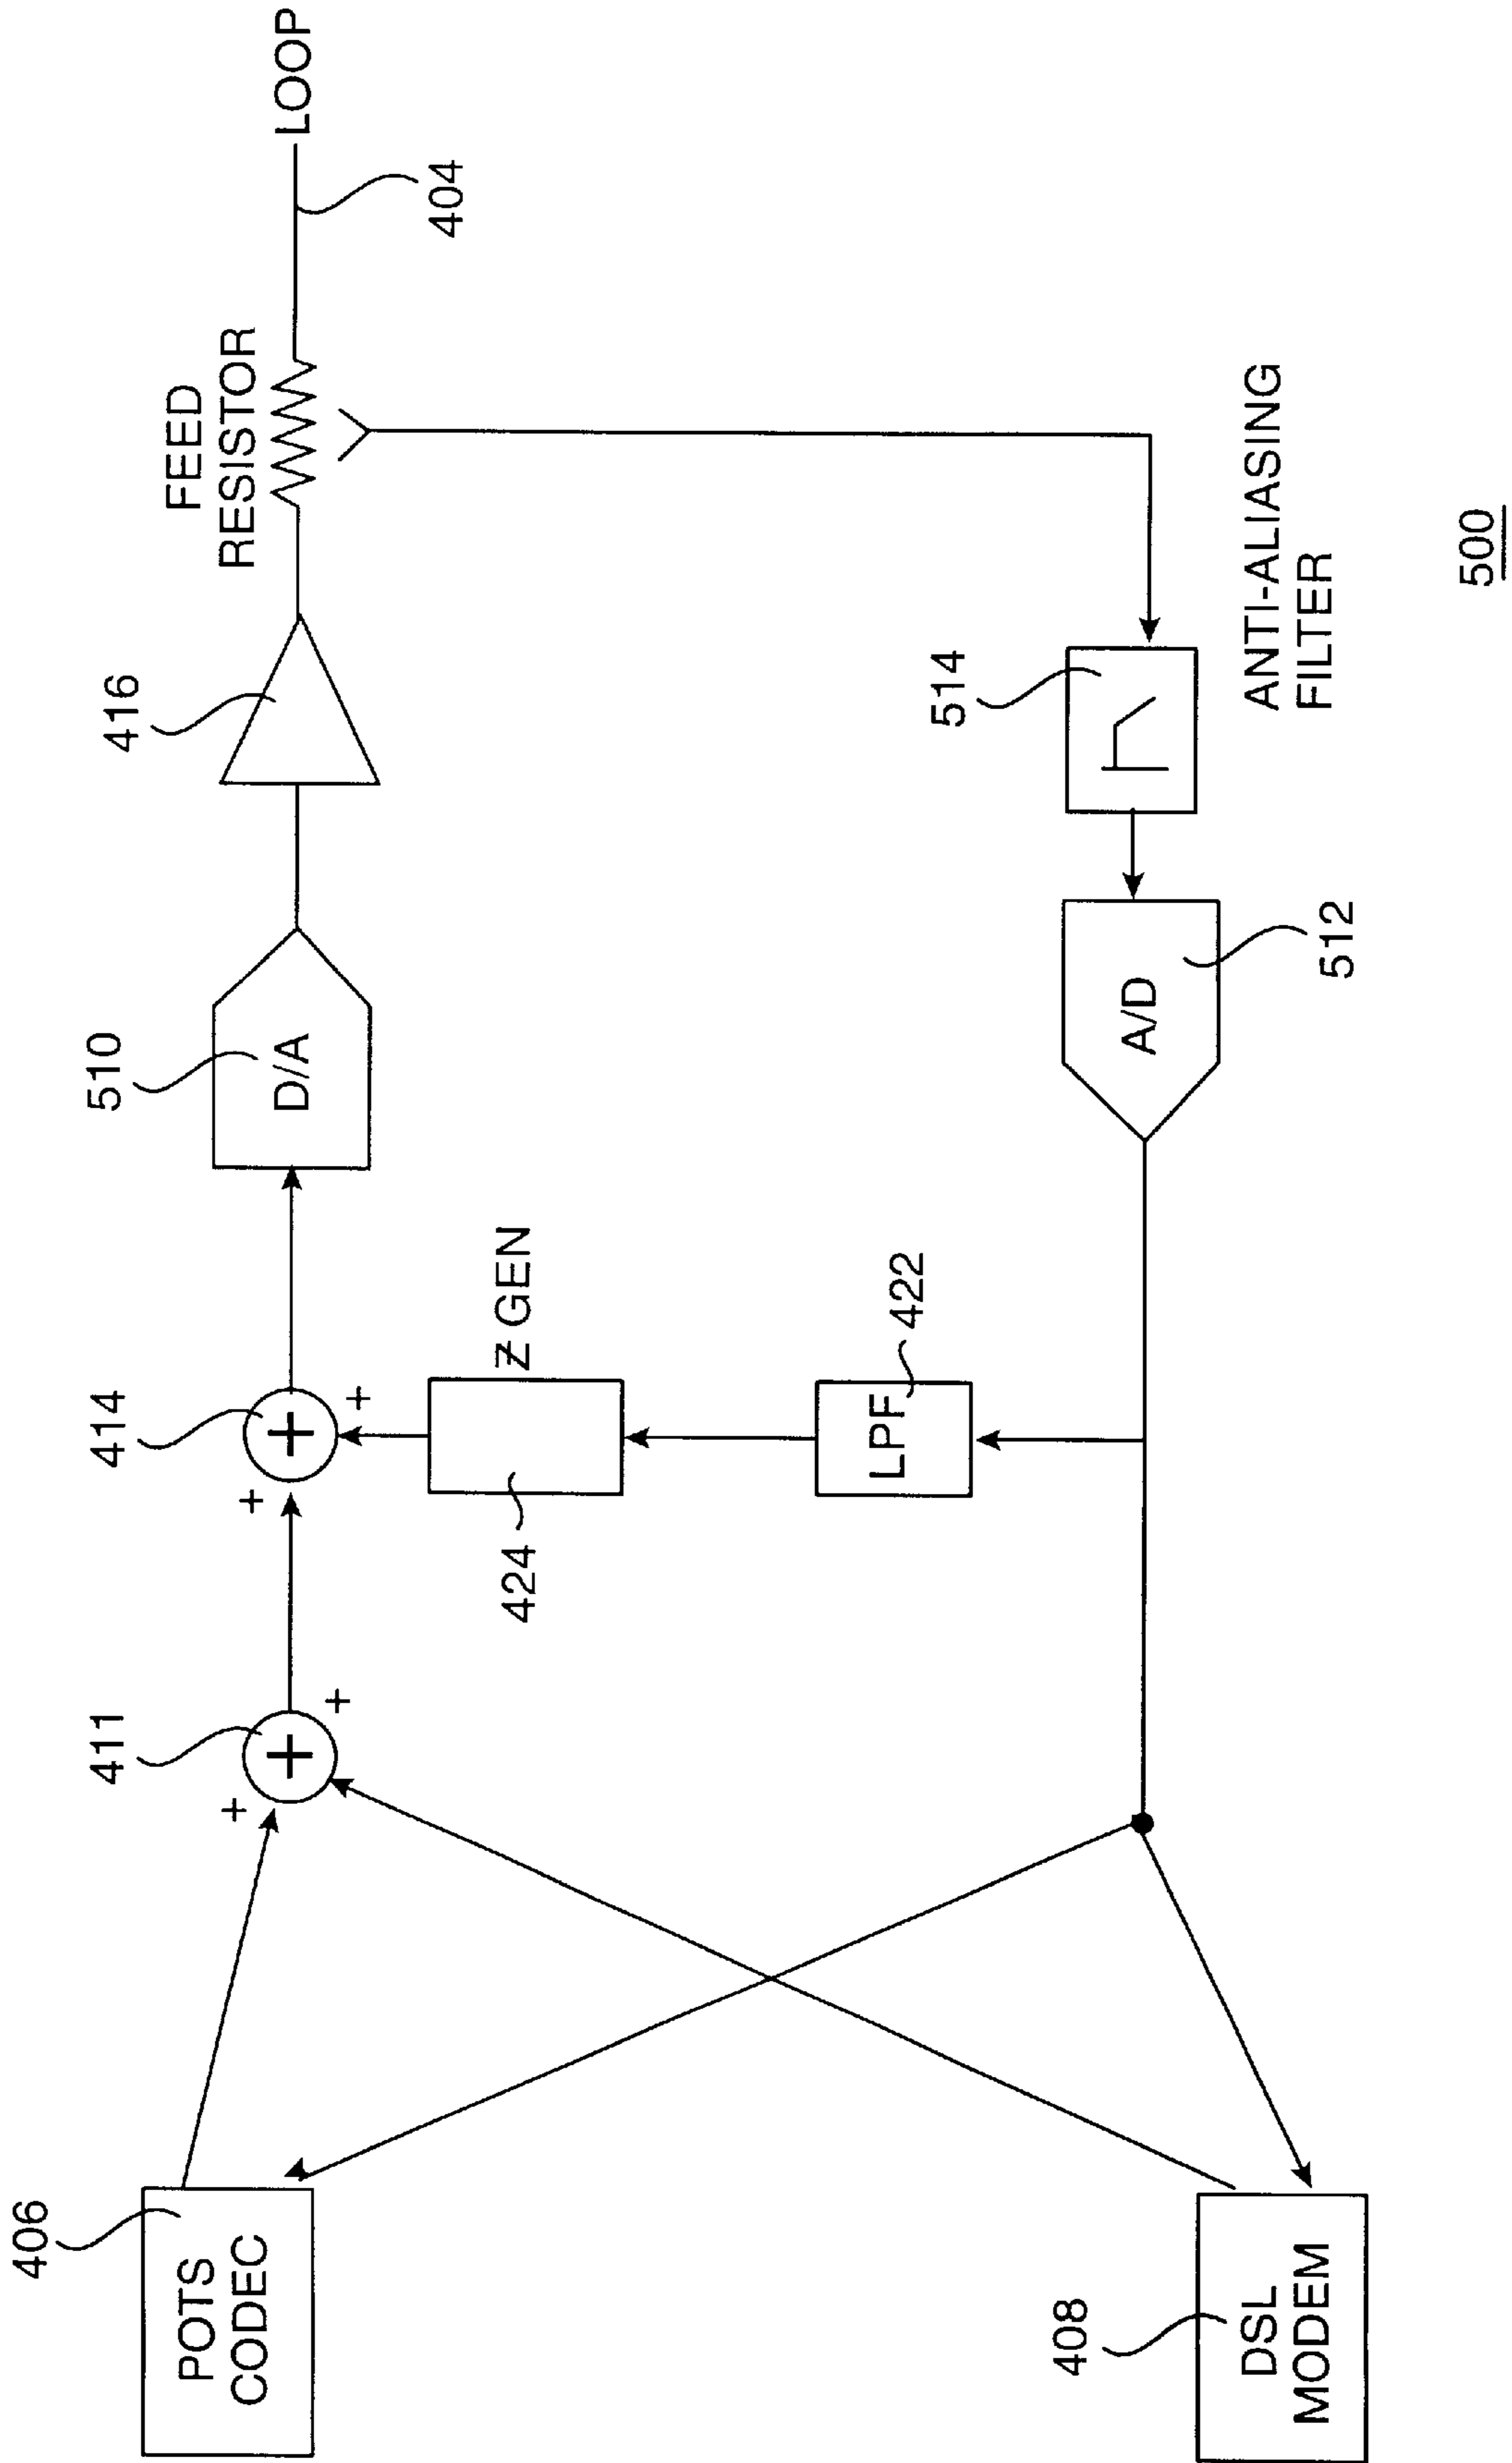 406
POTS
CODEC
408
DSL
MODEM
411
+
+
+
414
+
+
+
424
Z GEN
LPF
422
510
D/A
416
FEED
RESISTOR
LOOP
404
A/D
512
514
ANTI-ALIASING
FILTER
500